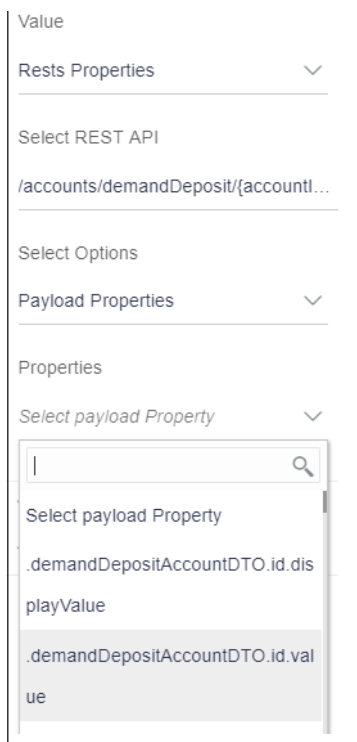 Value
Rests Properties
Select REST API
/accounts/demandDeposit/{accountI...
Select Options
Payload Properties
Properties
Select payload Property
Select payload Property
.demandDepositAccountDTO.id.dis
playValue
.demandDepositAccountDTO.id.val
ue